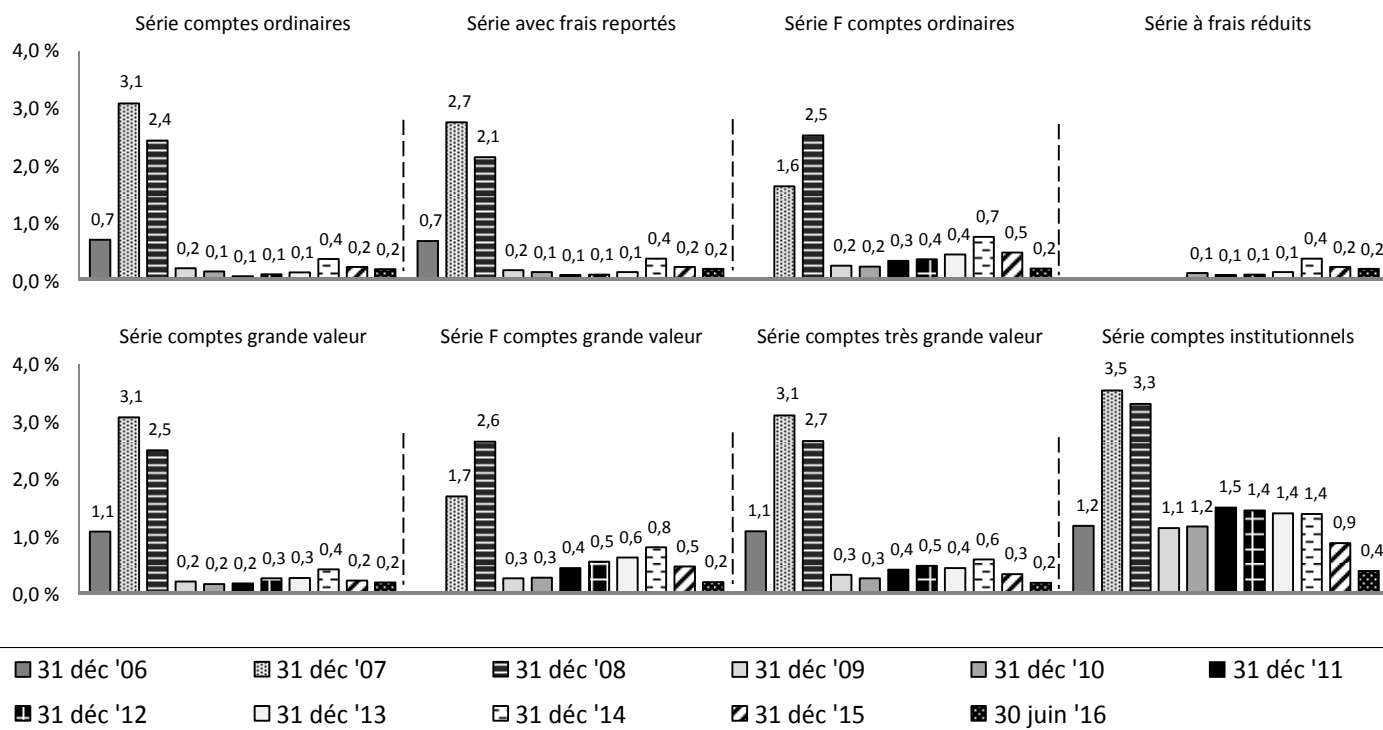 Série comptes ordinaires Série avec frais reportés Série F comptes ordinaires Série à frais réduits
4,0 %
3,0 %
2,0 %
1,0 %
0,0 %
0,7 3,1 2,4 0,2 0,1 0,1 0,1 0,1 0,4 0,2 0,2
0,7 2,7 2,1 0,2 0,1 0,1 0,1 0,1 0,4 0,2 0,2
1,6 2,5 0,2 0,2 0,3 0,4 0,4 0,7 0,5 0,2
0,1 0,1 0,1 0,1 0,4 0,2 0,2
Série comptes grande valeur Série F comptes grande valeur Série comptes très grande valeur Série comptes institutionnels
4,0 %
3,0 %
2,0 %
1,0 %
0,0 %
1,1 3,1 2,5 0,2 0,2 0,2 0,3 0,3 0,4 0,2 0,2
1,7 2,6 0,3 0,3 0,4 0,5 0,6 0,8 0,5 0,2
1,1 3,1 2,7 0,3 0,3 0,4 0,5 0,4 0,6 0,3 0,2
1,2 3,5 3,3 1,1 1,2 1,5 1,4 1,4 1,4 0,9 0,4
31 déc '06 31 déc '07 31 déc '08 31 déc '09 31 déc '10 31 déc '11
31 déc '12 31 déc '13 31 déc '14 31 déc '15 30 juin '16